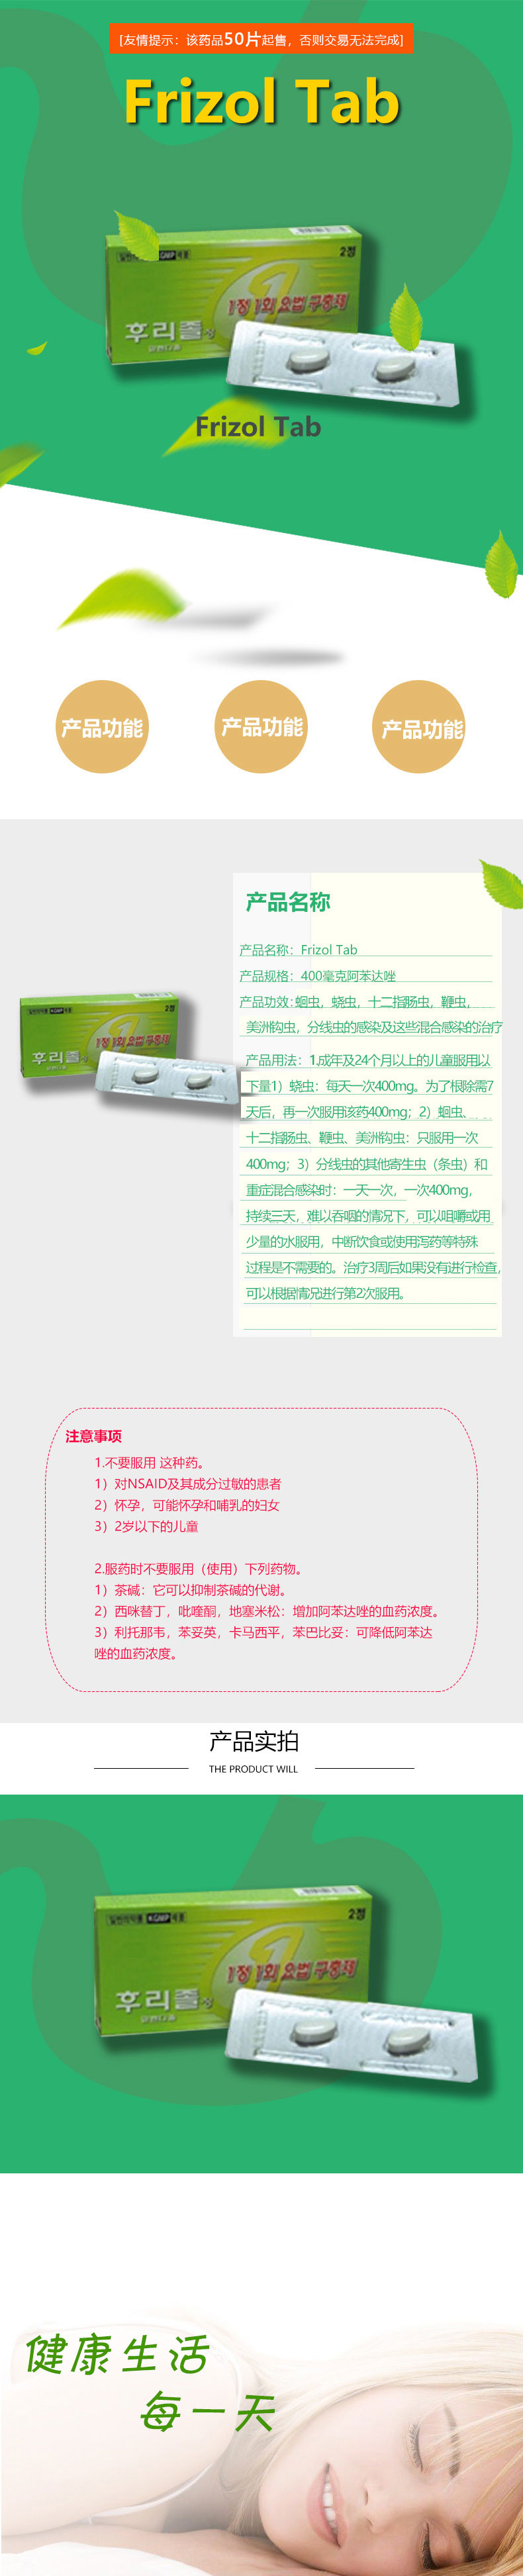 [友情提示：该药品50片起售，否则交易无法完成]
Frizol Tab
2정
1정 1회 요법 구충제
후리졸정
Frizol Tab
产品功能
产品功能
产品功能
产品名称
产品名称：Frizol Tab
产品规格：400毫克阿苯达唑
产品功效：蛔虫，蛲虫，十二指肠虫，鞭虫，
美洲钩虫，分线虫的感染及这些混合感染的治疗
产品用法：1.成年及24个月以上的儿童服用以
下量1）蛲虫：每天一次400mg。为了根除需7
天后，再一次服用该药400mg；2）蛔虫、
十二指肠虫、鞭虫、美洲钩虫：只服用一次
400mg；3）分线虫的其他寄生虫（条虫）和
重症混合感染时：一天一次，一次400mg，
持续三天，难以吞咽的情况下，可以咀嚼或用
少量的水服用，中断饮食或使用泻药等特殊
过程是不需要的。治疗3周后如果没有进行检查，
可以根据情况进行第2次服用。
2정
1정 1회 요법 구충제
후리졸정
注意事项
1.不要服用 这种药。
1）对NSAID及其成分过敏的患者
2）怀孕，可能怀孕和哺乳的妇女
3）2岁以下的儿童
2.服药时不要服用（使用）下列药物。
1）茶碱：它可以抑制茶碱的代谢。
2）西咪替丁，吡喹酮，地塞米松：增加阿苯达唑的血药浓度。
3）利托那韦，苯妥英，卡马西平，苯巴比妥：可降低阿苯达
唑的血药浓度。
产品实拍
THE PRODUCT WILL
2정
1정 1회 요법 구충제
후리졸정
健康生活
每一天